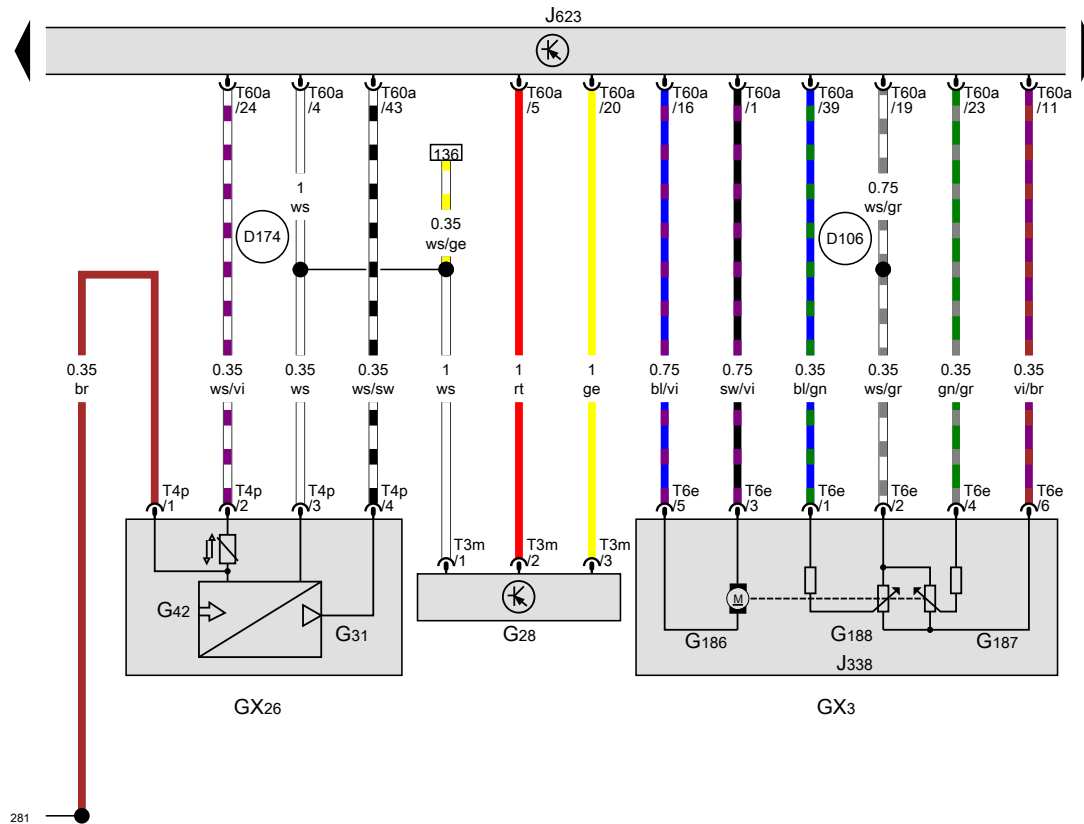 J623
T60a
/24
T60a
/4
T60a
/43
T60a
/5
T60a
/20
T60a
/16
T60a
/1
T60a
/39
T60a
/19
T60a
/23
T60a
/11
136
1
ws
0.35
ws/ge
0.75
ws/gr
D174
D106
0.35
br
0.35
ws/vi
0.35
ws
0.35
ws/sw
1
ws
1
rt
1
ge
0.75
bl/vi
0.75
sw/vi
0.35
bl/gn
0.35
ws/gr
0.35
gn/gr
0.35
vi/br
T4p
/1
T4p
/2
T4p
/3
T4p
/4
T3m
/1
T3m
/2
T3m
/3
T6e
/5
T6e
/3
T6e
/1
T6e
/2
T6e
/4
T6e
/6
M
G42
G31
G28
G186
G188
G187
J338
GX26
GX3
281